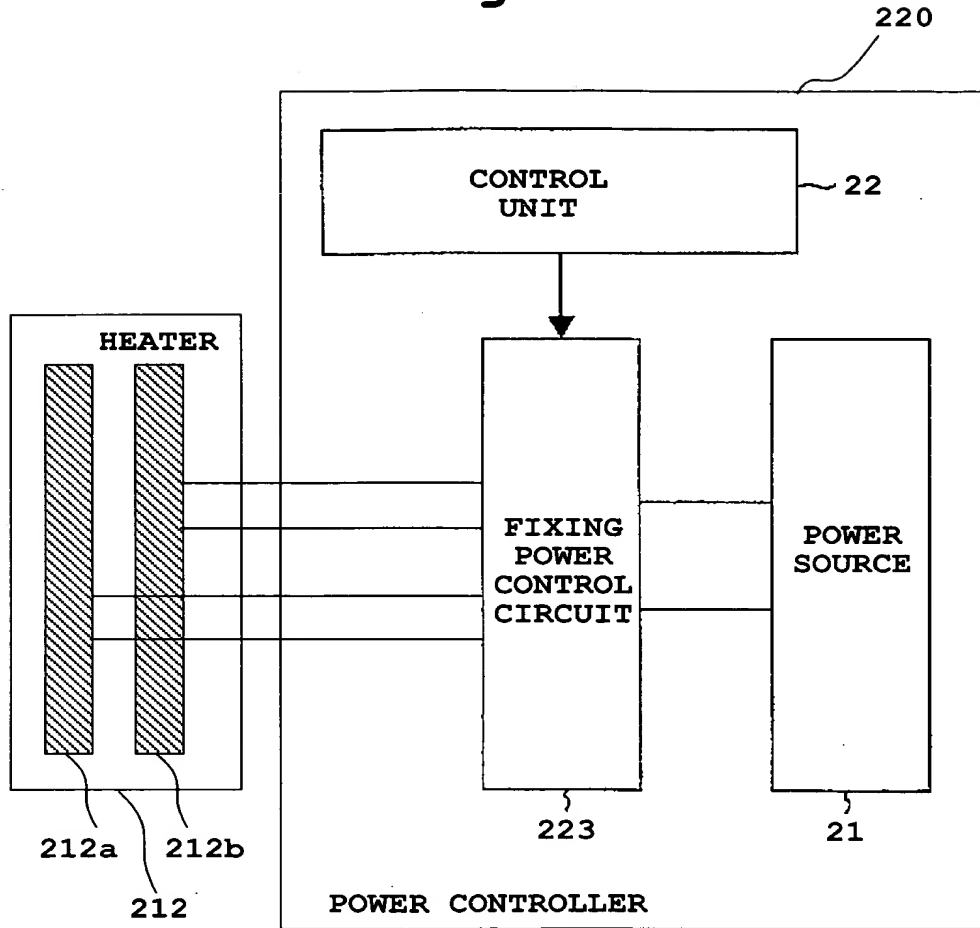 220
CONTROL
UNIT
22
HEATER
FIXING
POWER
CONTROL
CIRCUIT
POWER
SOURCE
212a
212b
223
21
212
POWER CONTROLLER